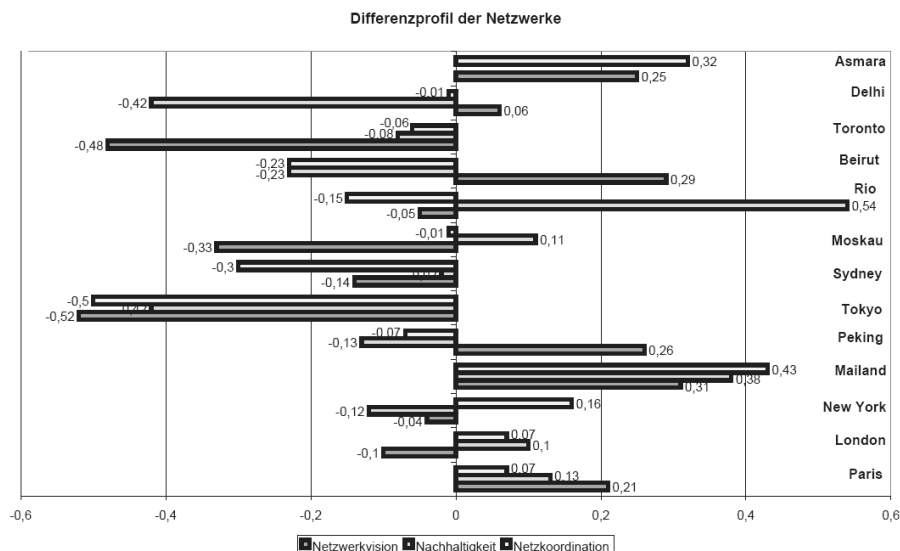 Differenzprofil der Netzwerke
0,32 Asmara
0,25
-0,01 Delhi
-0,42
0,06
-0,06 Toronto
-0,08
-0,48
-0,23 Beirut
-0,23
0,29
-0,15 Rio
0,54
-0,05
-0,01
0,11 Moskau
-0,33
-0,3
Sydney
-0,14
-0,5
Tokyo
-0,52
-0,07 Peking
-0,13
0,26
0,43 Mailand
0,38
0,31
0,16 New York
-0,12
-0,04
0,07 London
0,1
-0,1
0,07 Paris
0,13
0,21
-0,6 -0,4 -0,2 0 0,2 0,4 0,6
Netzwerkvision Nachhaltigkeit Netzkoordination